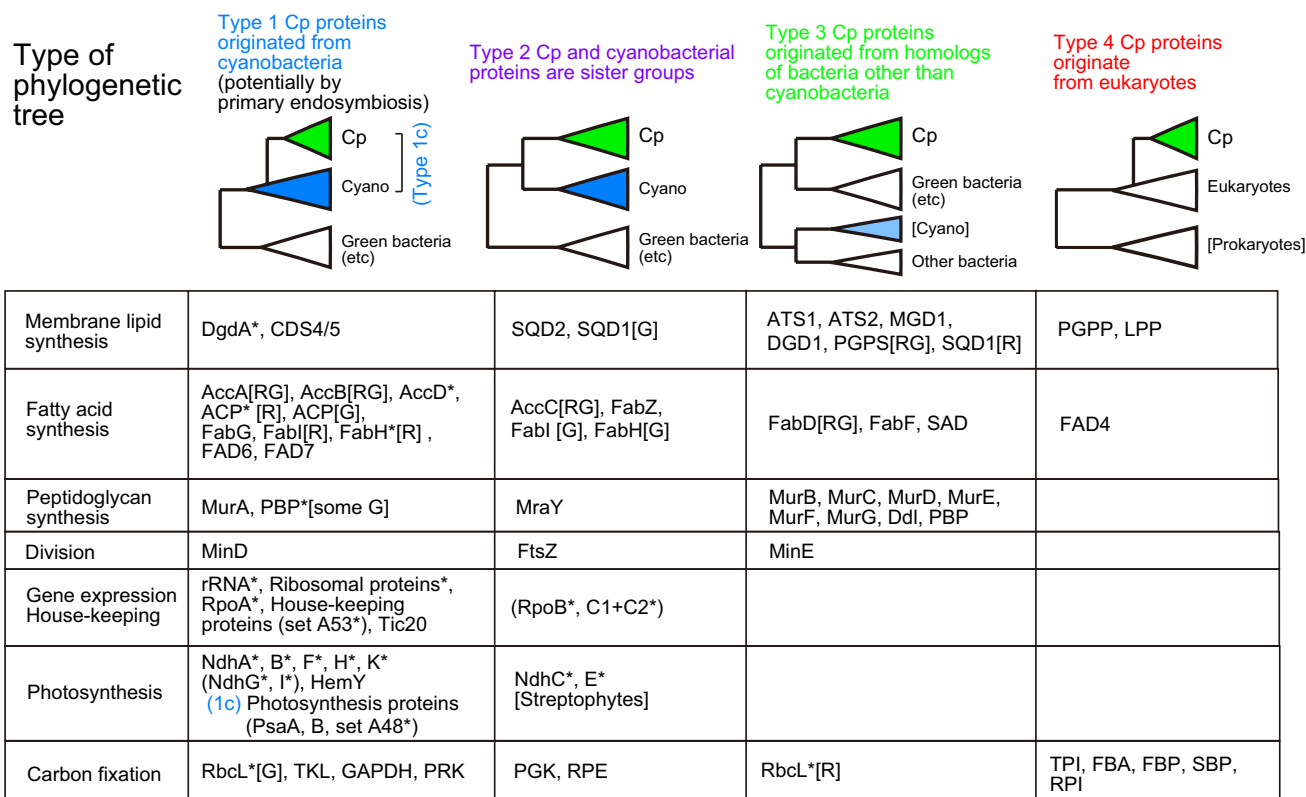 Type of
phylogenetic
tree
Type 1 Cp proteins
originated from
cyanobacteria
(potentially by
primary endosymbiosis)
Type 2 Cp and cyanobacterial
proteins are sister groups
Type 3 Cp proteins
originated from homologs
of bacteria other than
cyanobacteria
Type 4 Cp proteins
originate
from eukaryotes
Cp
Cyano
(Type 1c)
Green bacteria
(etc)
Cp
Cyano
Green bacteria
(etc)
Cp
Green bacteria
(etc)
[Cyano]
Other bacteria
Cp
Eukaryotes
[Prokaryotes]
Membrane lipid
synthesis
DgdA*, CDS4/5
SQD2, SQD1[G]
ATS1, ATS2, MGD1,
DGD1, PGPS[RG], SQD1[R]
PGPP, LPP
Fatty acid
synthesis
AccA[RG], AccB[RG], AccD*,
ACP* [R], ACP[G],
FabG, FabI[R], FabH*[R] ,
FAD6, FAD7
AccC[RG], FabZ,
FabI [G], FabH[G]
FabD[RG], FabF, SAD
FAD4
Peptidoglycan
synthesis
MurA, PBP*[some G]
MraY
MurB, MurC, MurD, MurE,
MurF, MurG, Ddl, PBP
Division
MinD
FtsZ
MinE
Gene expression
House-keeping
rRNA*, Ribosomal proteins*,
RpoA*, House-keeping
proteins (set A53*), Tic20
(RpoB*, C1+C2*)
Photosynthesis
NdhA*, B*, F*, H*, K*
(NdhG*, I*), HemY
(1c) Photosynthesis proteins
(PsaA, B, set A48*)
NdhC*, E*
[Streptophytes]
Carbon fixation
RbcL*[G], TKL, GAPDH, PRK
PGK, RPE
RbcL*[R]
TPI, FBA, FBP, SBP,
RPI